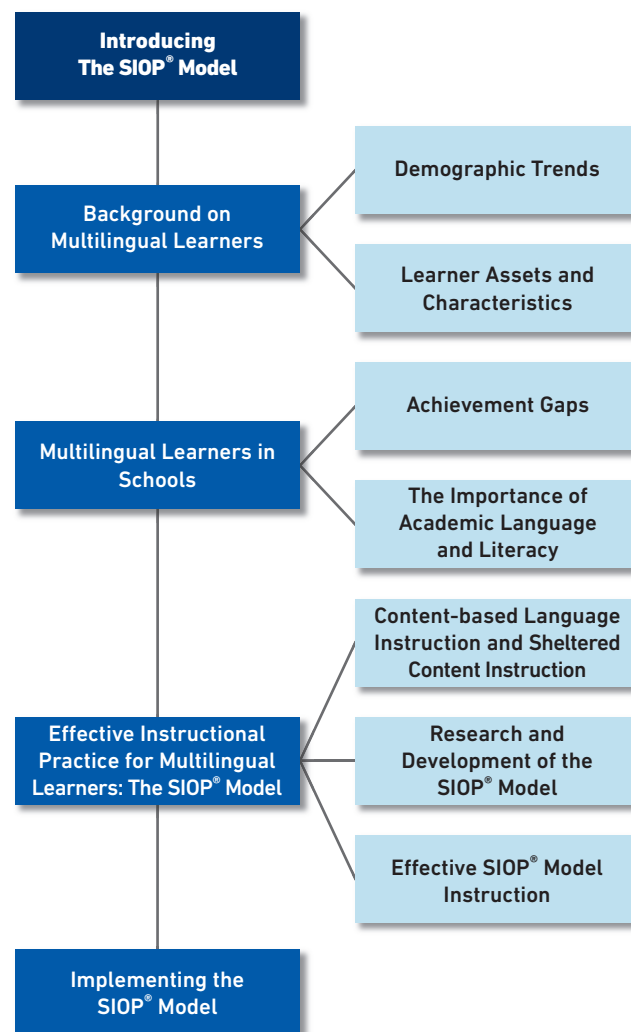 Introducing
The SIOP® Model
Background on
Multilingual Learners
Demographic Trends
Learner Assets and
Characteristics
Multilingual Learners in
Schools
Achievement Gaps
The Importance of
Academic Language
and Literacy
Effective Instructional
Practice for Multilingual
Learners: The SIOP® Model
Content-based Language
Instruction and Sheltered
Content Instruction
Research and
Development of the
SIOP® Model
Effective SIOP® Model
Instruction
Implementing the
SIOP® Model